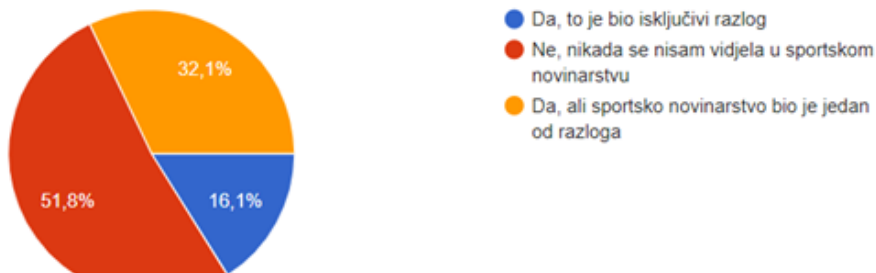 32,1%
51,8%
16,1%
Da, to je bio isključivi razlog
Ne, nikada se nisam vidjela u sportskom
novinarstvu
Da, ali sportsko novinarstvo bio je jedan
od razloga